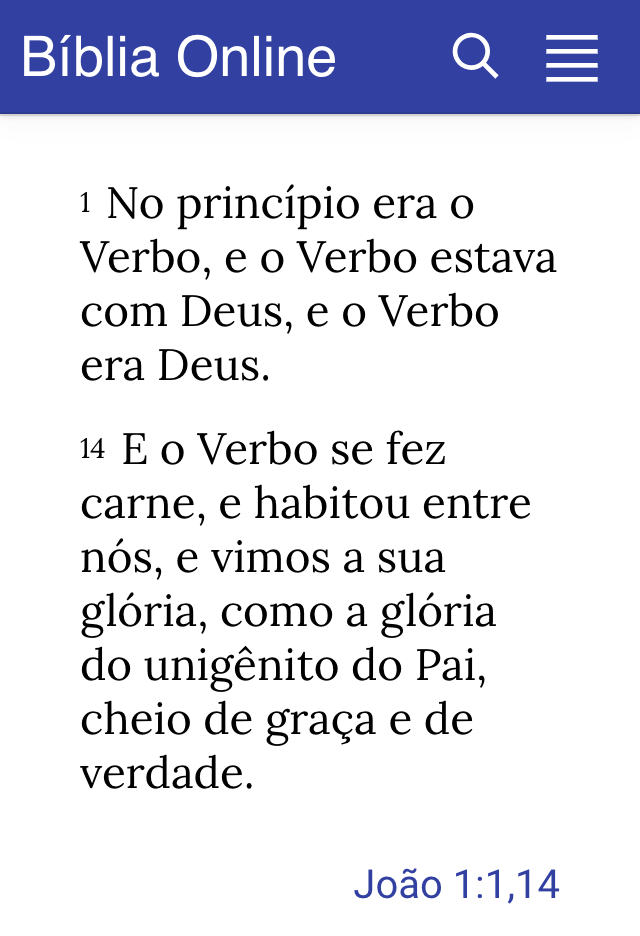 Bíblia Online
1 No princípio era o
Verbo, e o Verbo estava
com Deus, e o Verbo
era Deus.
14 E o Verbo se fez
carne, e habitou entre
nós, e vimos a sua
glória, como a glória
do unigênito do Pai,
cheio de graça e de
verdade.
João 1:1,14